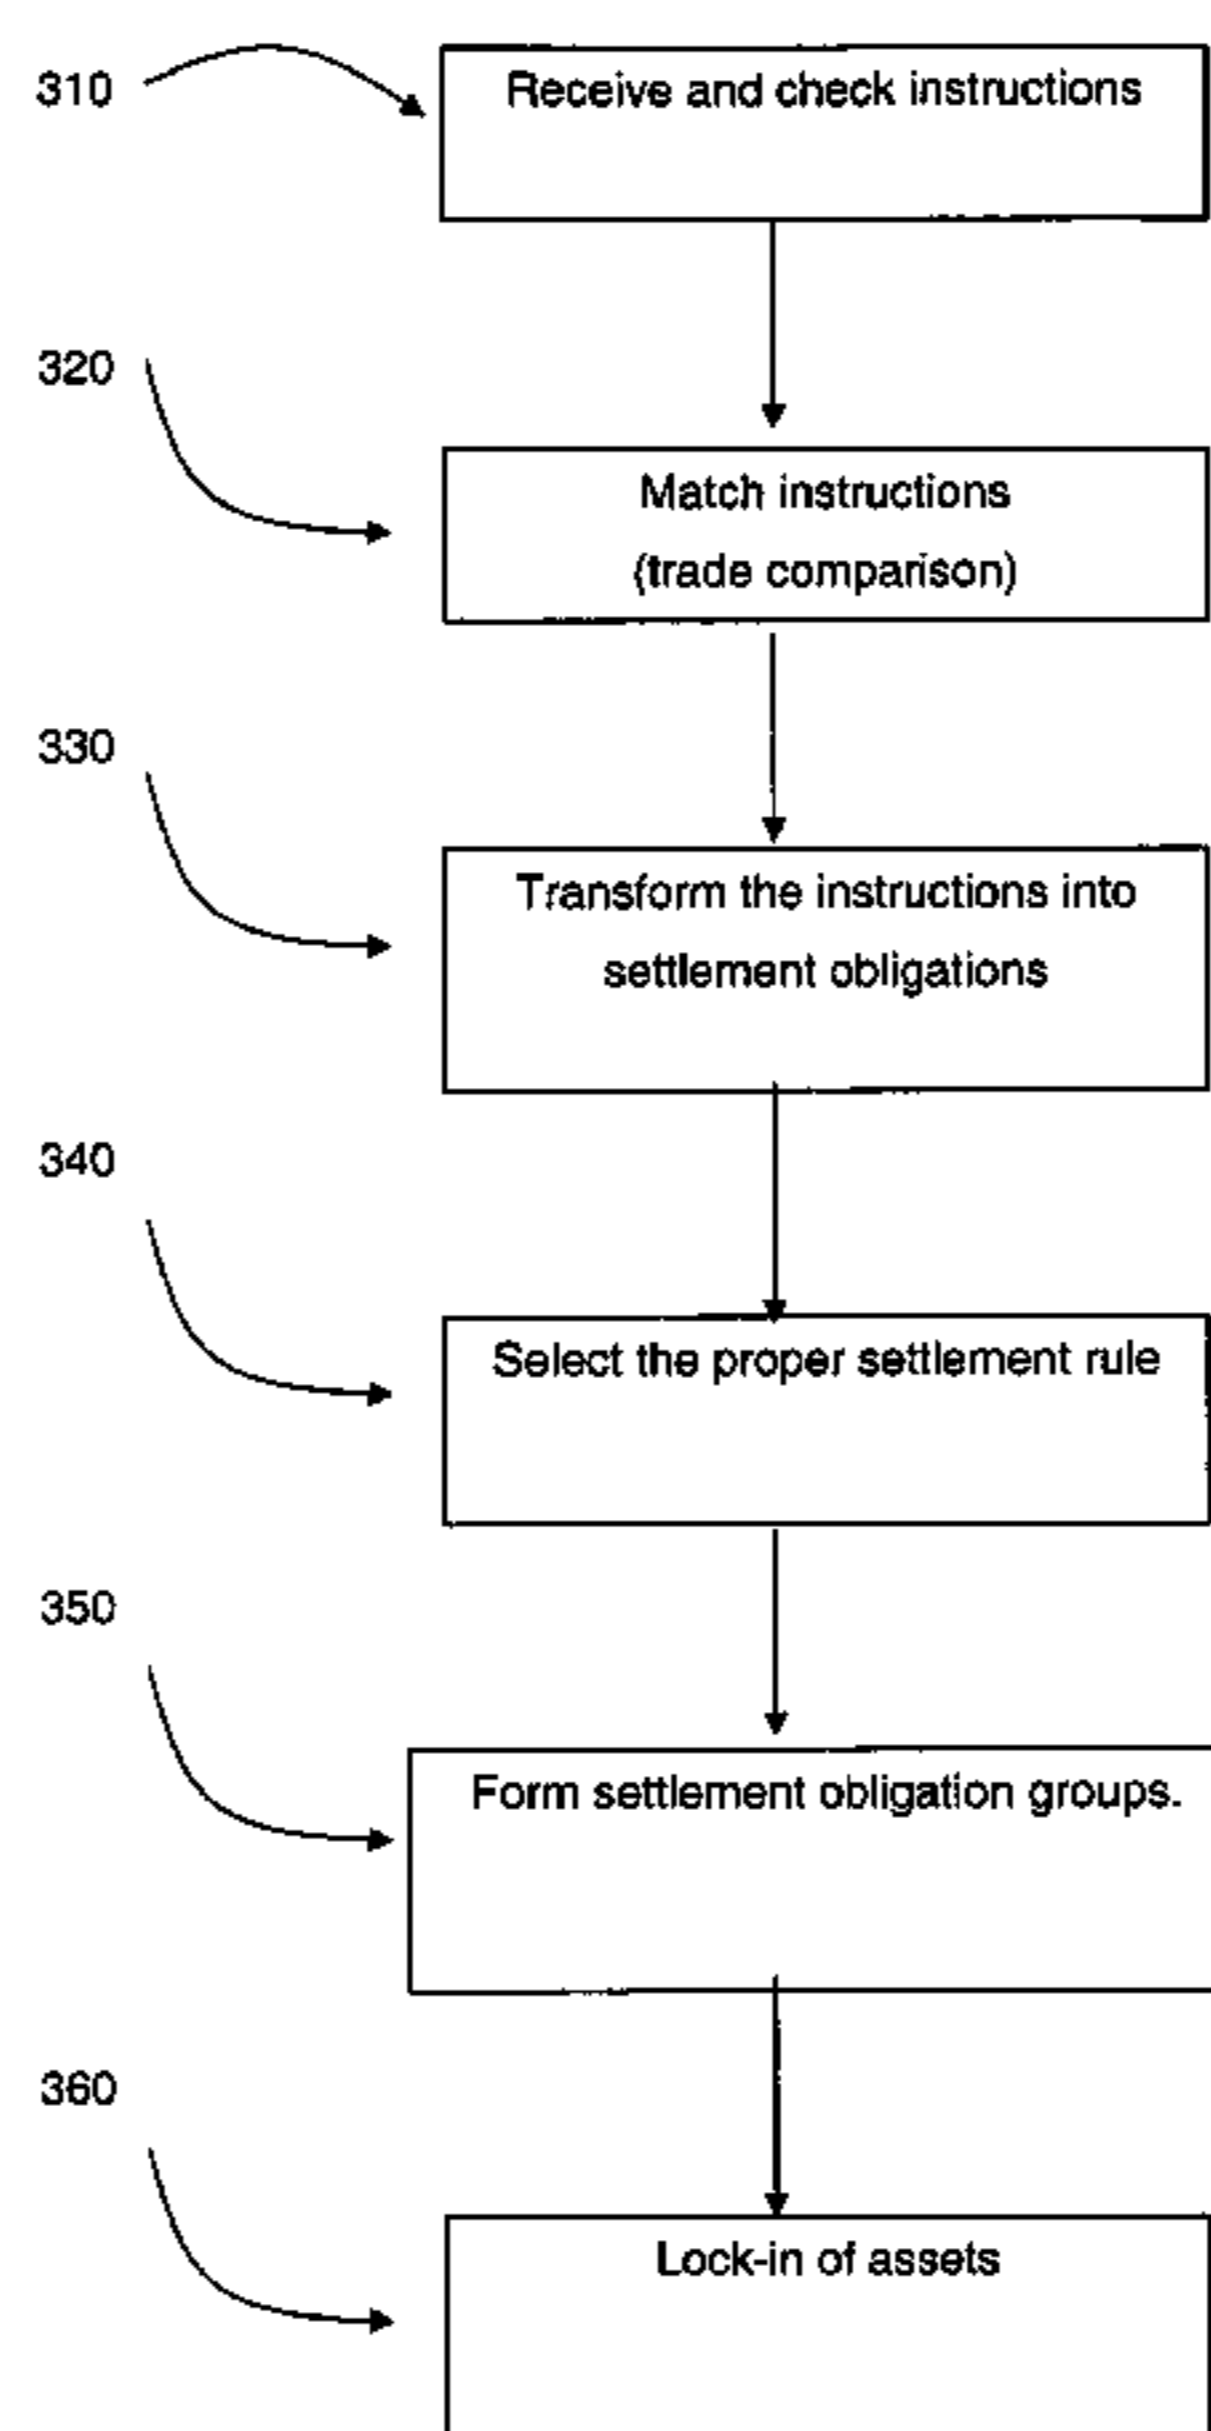 310
Receive and check instructions
320
Match instructions
(trade comparison)
330
Transform the instructions into
settlement obligations
340
Select the proper settlement rule
350
Form settlement obligation groups.
360
Lock-in of assets